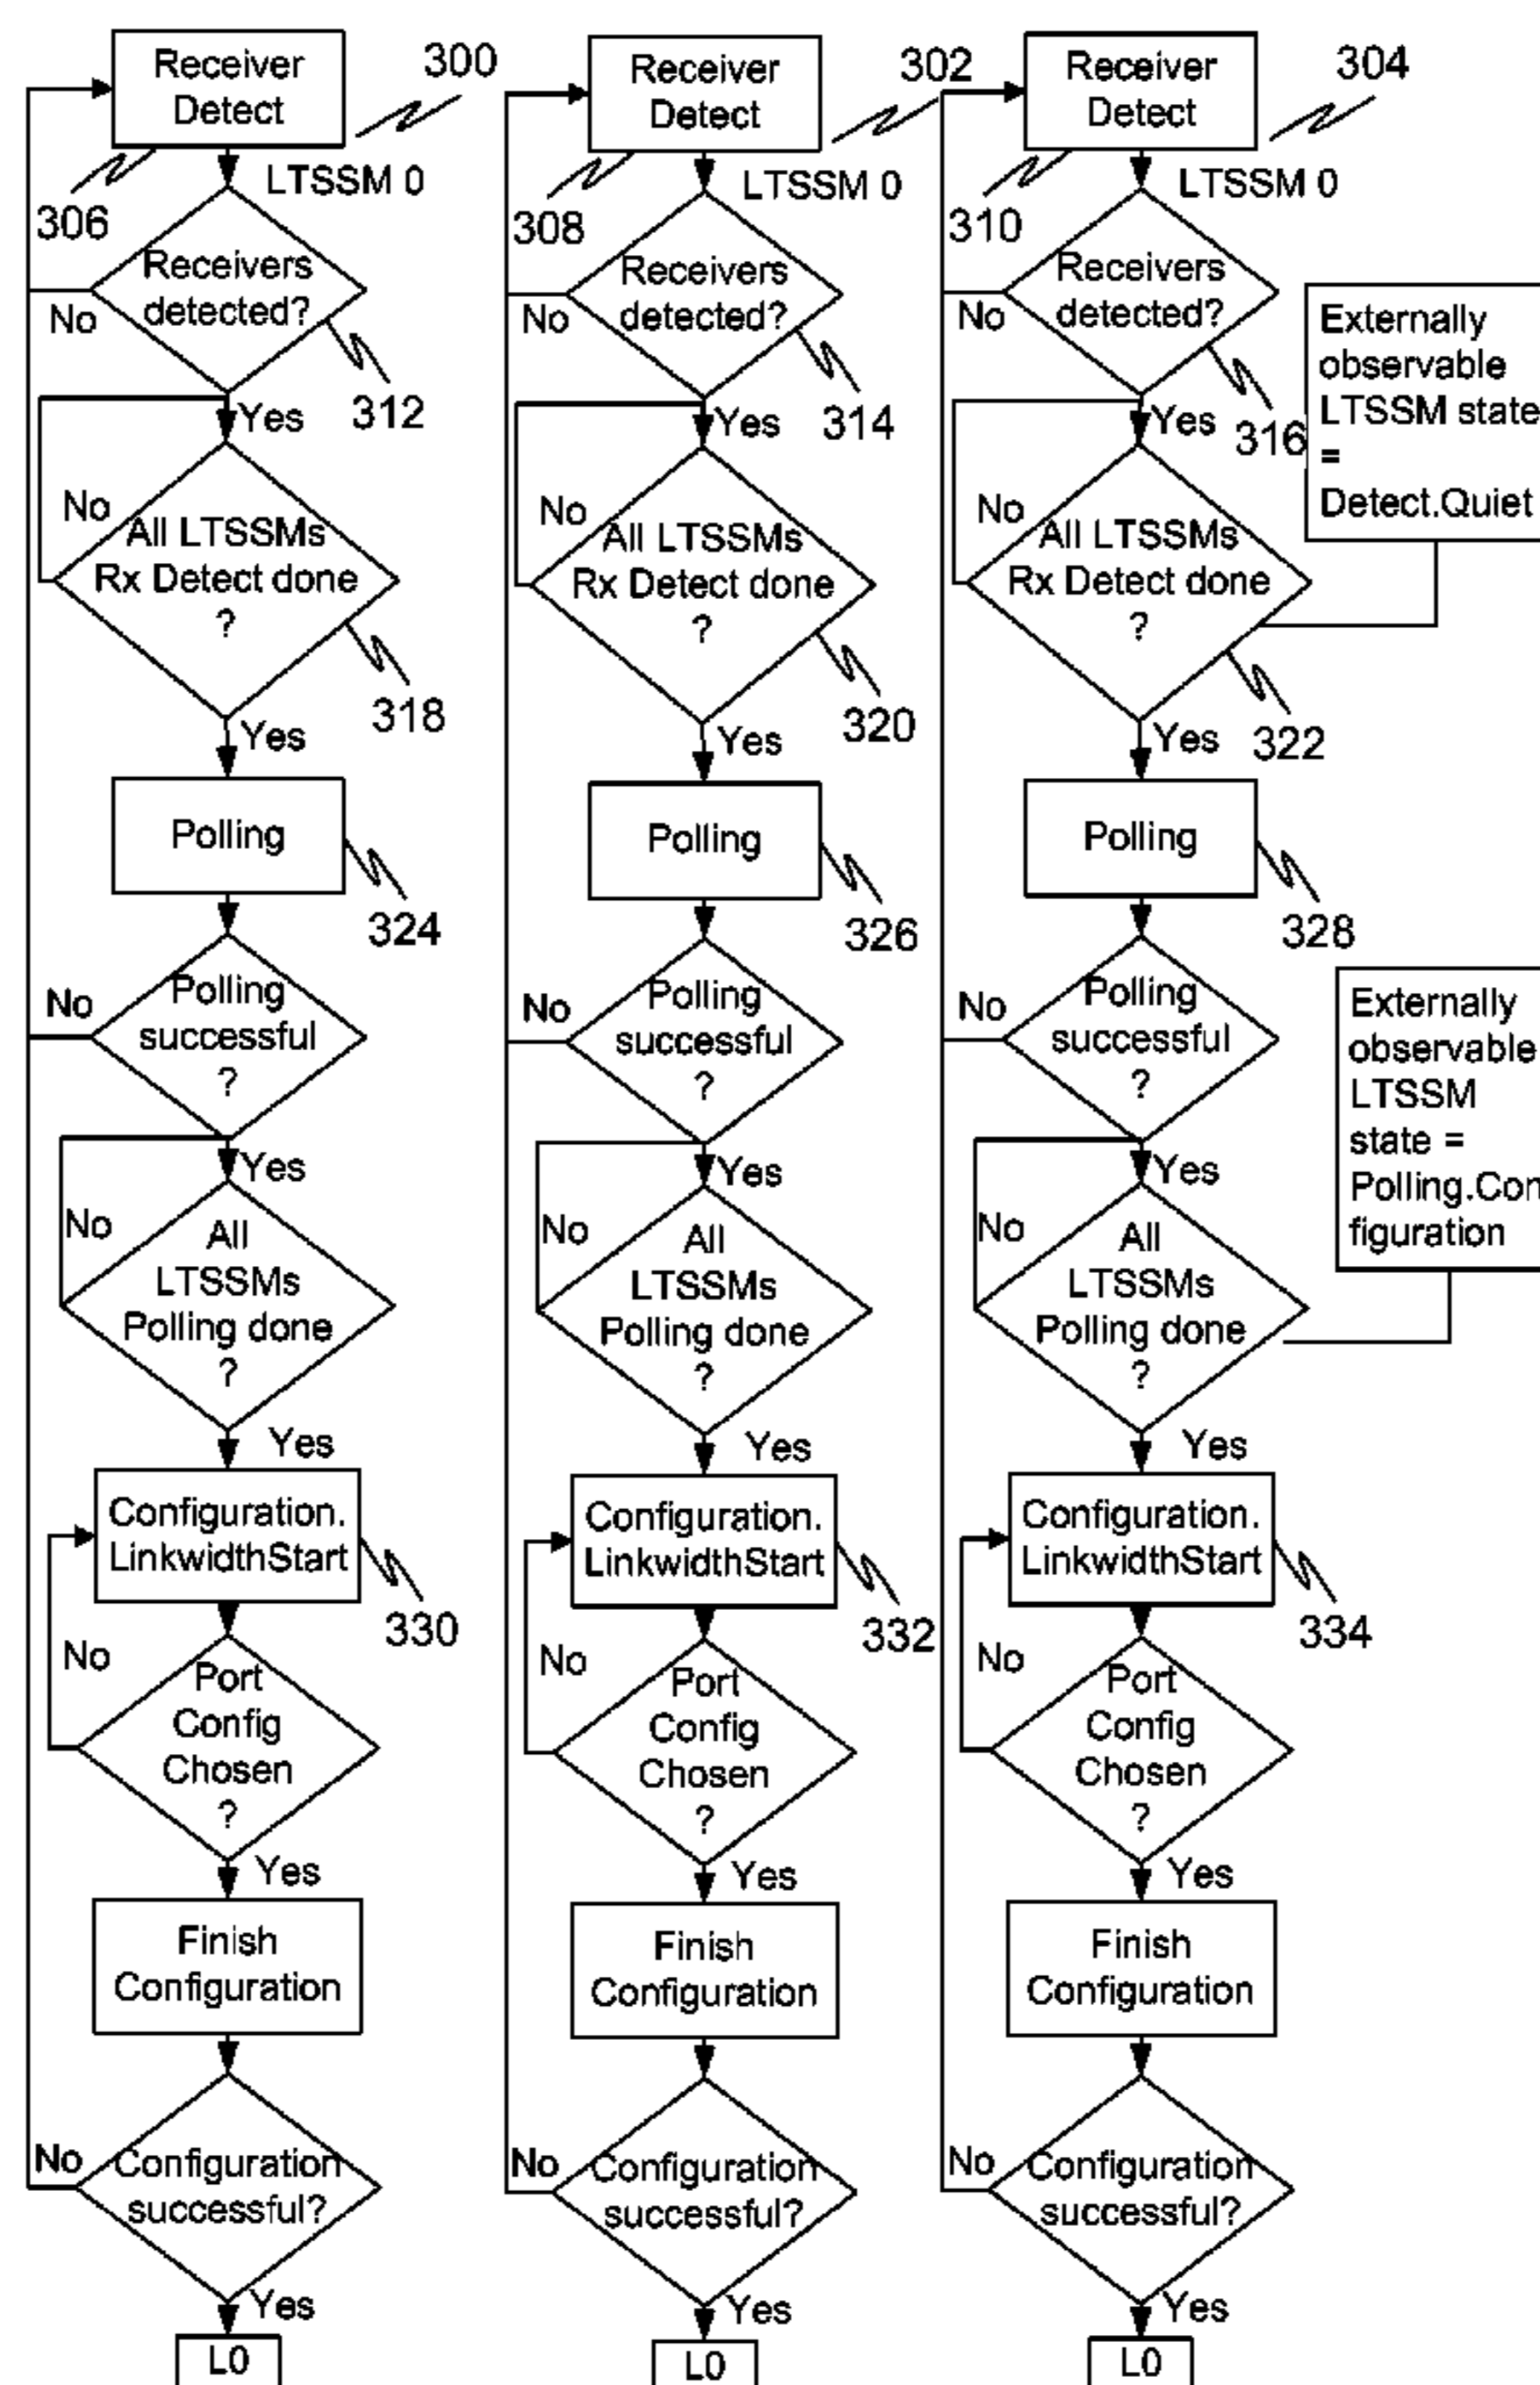 Receiver
Detect
300
LTSSM 0
306
Receivers
detected?
No
312
Yes
No
All LTSSMs
Rx Detect done
?
318
Yes
Polling
324
No
Polling
successful
?
Yes
No
All
LTSSMs
Polling done
?
Yes
Configuration.
LinkwidthStart
330
No
Port
Config
Chosen
?
Yes
Finish
Configuration
No
Configuration
successful?
Yes
L0
Receiver
Detect
302
LTSSM 0
308
Receivers
detected?
No
314
Yes
No
All LTSSMs
Rx Detect done
?
320
Yes
Polling
326
No
Polling
successful
?
Yes
No
All
LTSSMs
Polling done
?
Yes
Configuration.
LinkwidthStart
332
No
Port
Config
Chosen
?
Yes
Finish
Configuration
No
Configuration
successful?
Yes
L0
Receiver
Detect
304
LTSSM 0
310
Receivers
detected?
No
316
Yes
No
All LTSSMs
Rx Detect done
?
322
Yes
Polling
328
No
Polling
successful
?
Yes
No
All
LTSSMs
Polling done
?
Yes
Configuration.
LinkwidthStart
334
No
Port
Config
Chosen
?
Yes
Finish
Configuration
No
Configuration
successful?
Yes
L0
Externally
observable
LTSSM state
=
Detect.Quiet
Externally
observable
LTSSM
state =
Polling.Con
figuration